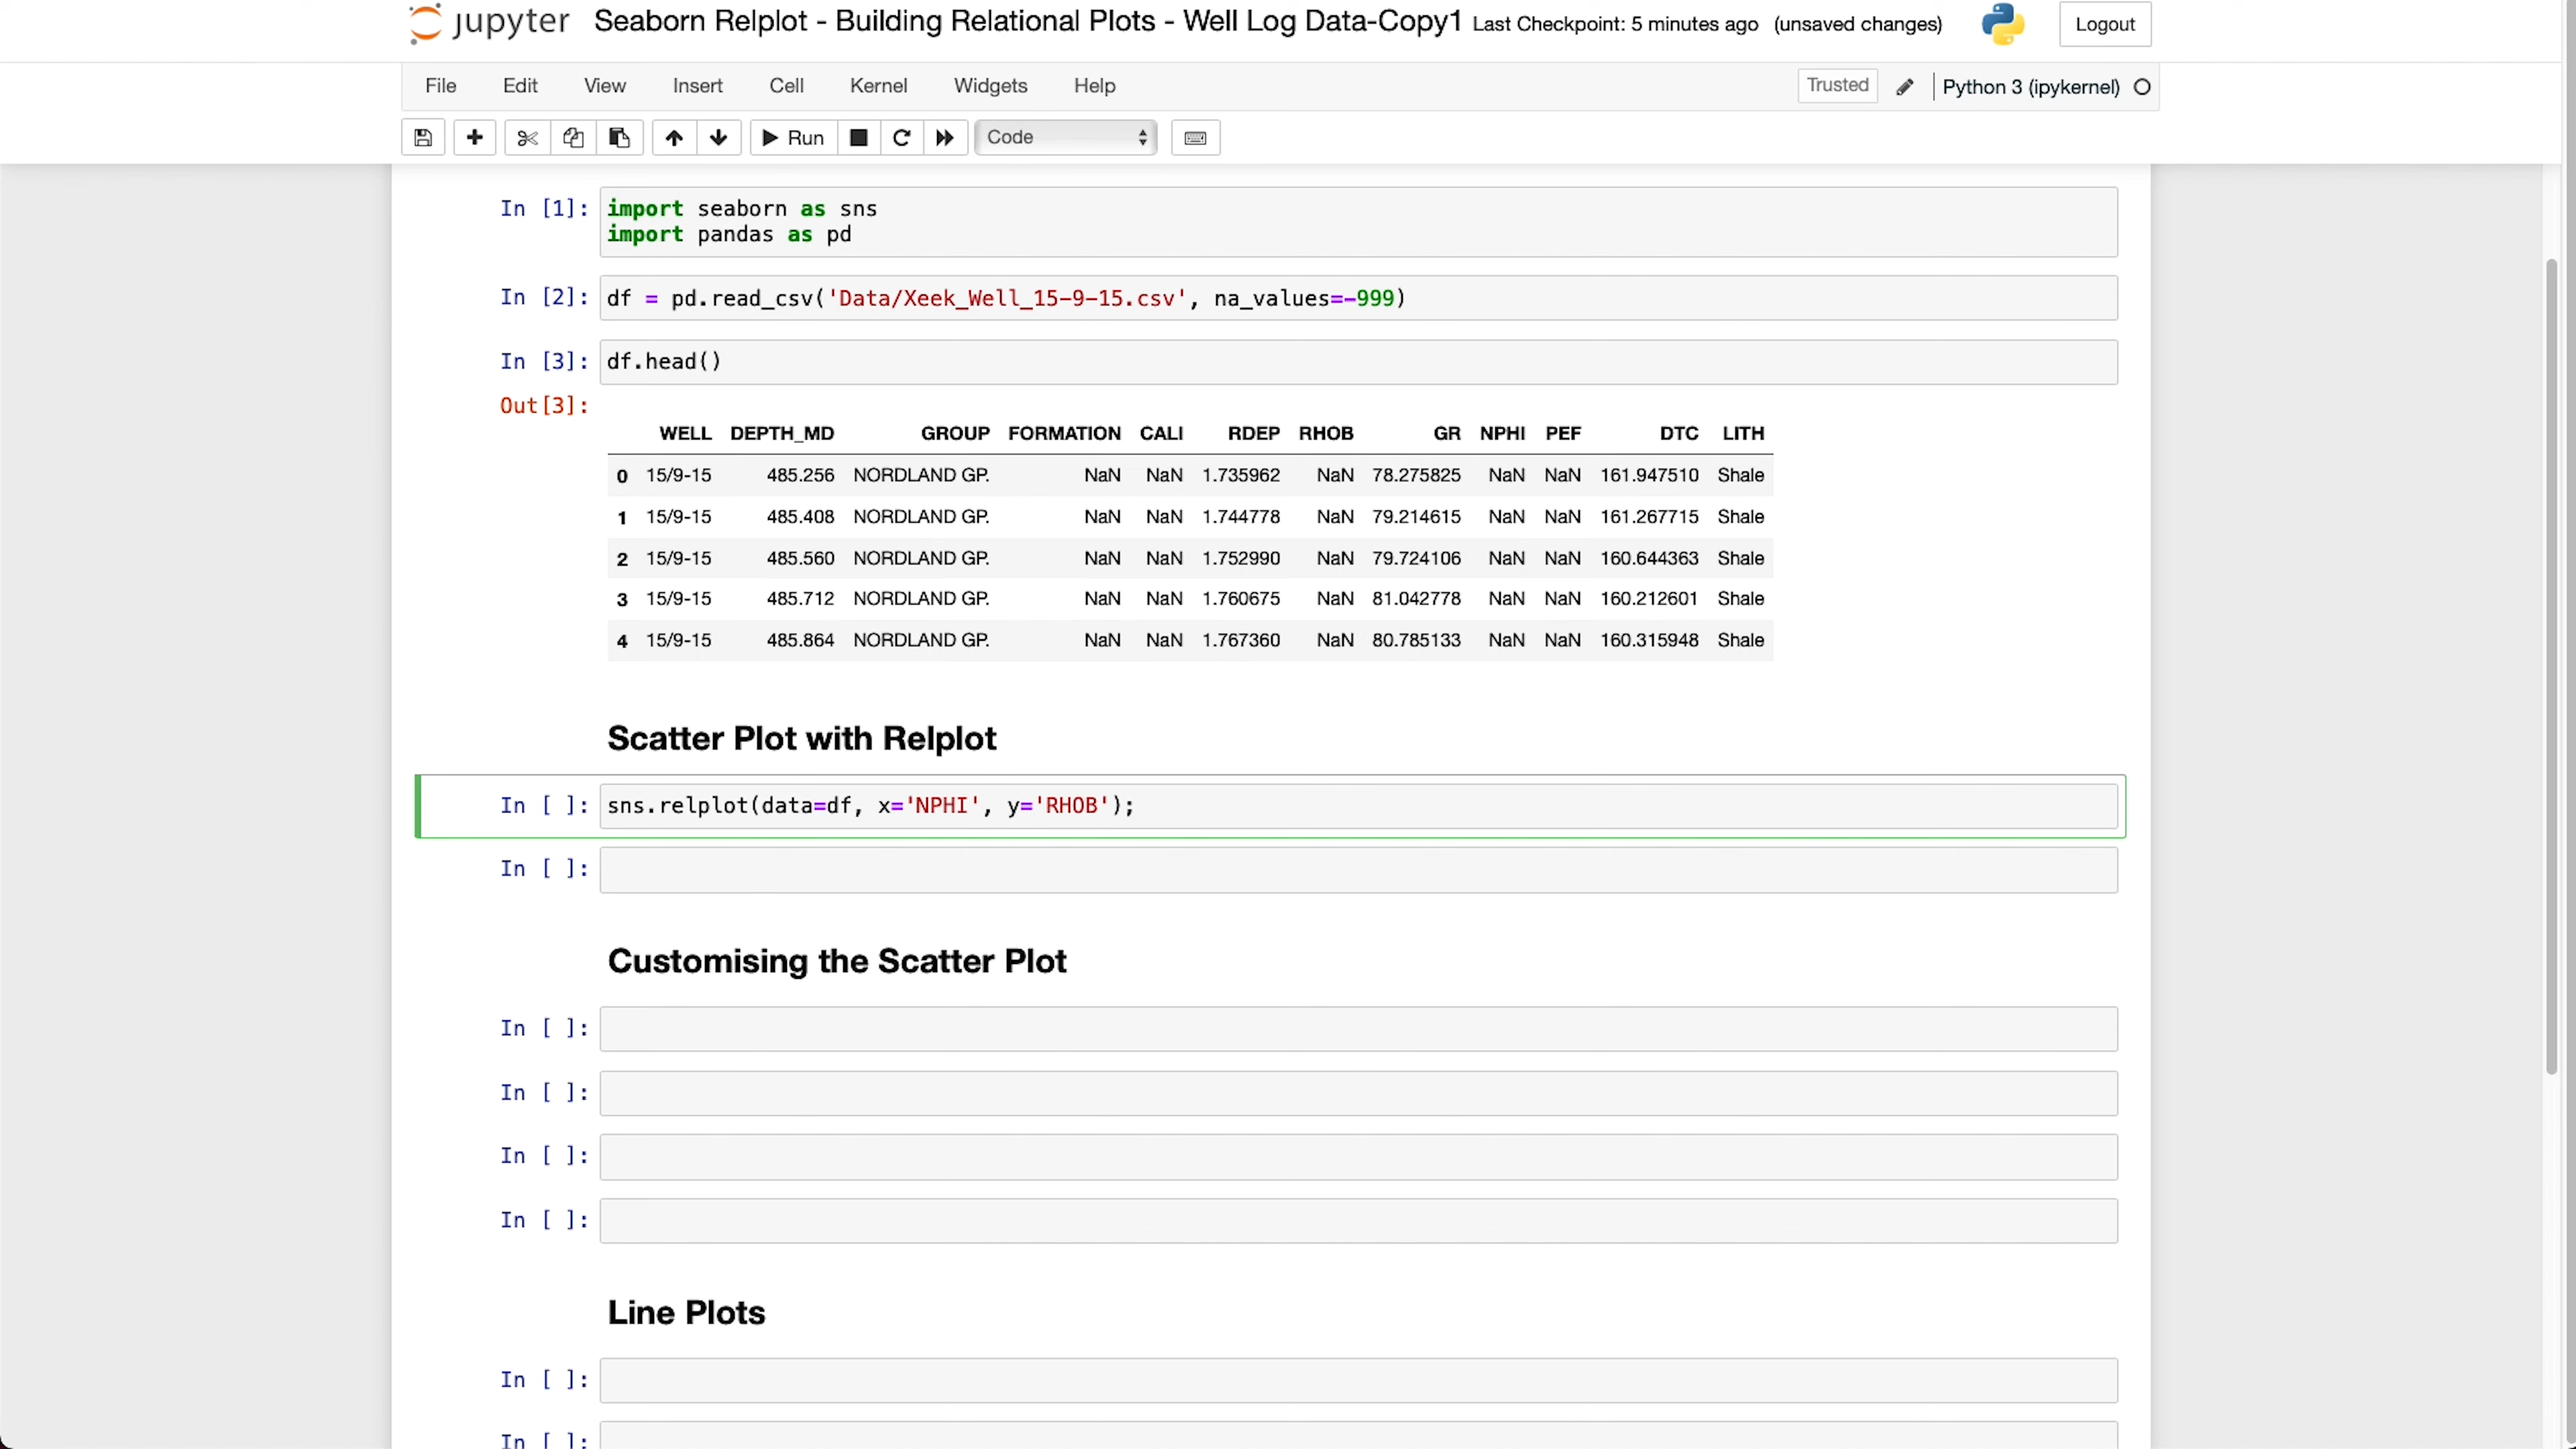 jupyter Seaborn Relplot - Building Relational Plots - Well Log Data-Copy1 Last Checkpoint: 5 minutes ago (unsaved changes) Logout
File Edit View Insert Cell Kernel Widgets Help Trusted Python 3 (ipykernel)
Run Code
In [1]: import seaborn as sns
import pandas as pd
In [2]: df = pd.read_csv('Data/Xeek_Well_15-9-15.csv', na_values=-999)
In [3]: df.head()
Out[3]:
WELL DEPTH_MD GROUP FORMATION CALI RDEP RHOB GR NPHI PEF DTC LITH
0 15/9-15 485.256 NORDLAND GP. NaN NaN 1.735962 NaN 78.275825 NaN NaN 161.947510 Shale
1 15/9-15 485.408 NORDLAND GP. NaN NaN 1.744778 NaN 79.214615 NaN NaN 161.267715 Shale
2 15/9-15 485.560 NORDLAND GP. NaN NaN 1.752990 NaN 79.724106 NaN NaN 160.644363 Shale
3 15/9-15 485.712 NORDLAND GP. NaN NaN 1.760675 NaN 81.042778 NaN NaN 160.212601 Shale
4 15/9-15 485.864 NORDLAND GP. NaN NaN 1.767360 NaN 80.785133 NaN NaN 160.315948 Shale
Scatter Plot with Relplot
In [ ]: sns.relplot(data=df, x='NPHI', y='RHOB');
In [ ]:
Customising the Scatter Plot
In [ ]:
In [ ]:
In [ ]:
In [ ]:
Line Plots
In [ ]:
In [ ]: